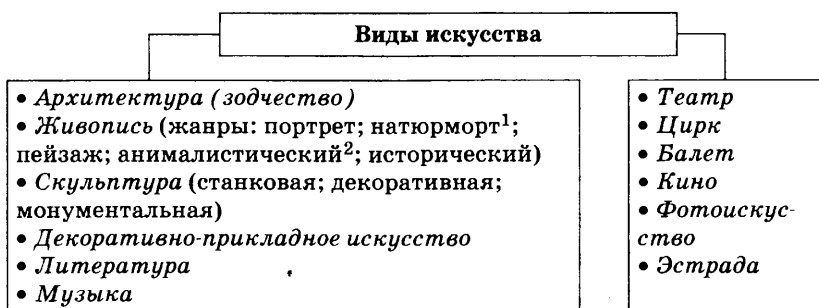 Виды искусства
• Архитектура (зодчество)
• Живопись (жанры: портрет; натюрморт¹;
пейзаж; анималистический²; исторический)
• Скульптура (станковая; декоративная;
монументальная)
• Декоративно-прикладное искусство
• Литература
• Музыка
• Театр
• Цирк
• Балет
• Кино
• Фотоискус-
ство
• Эстрада